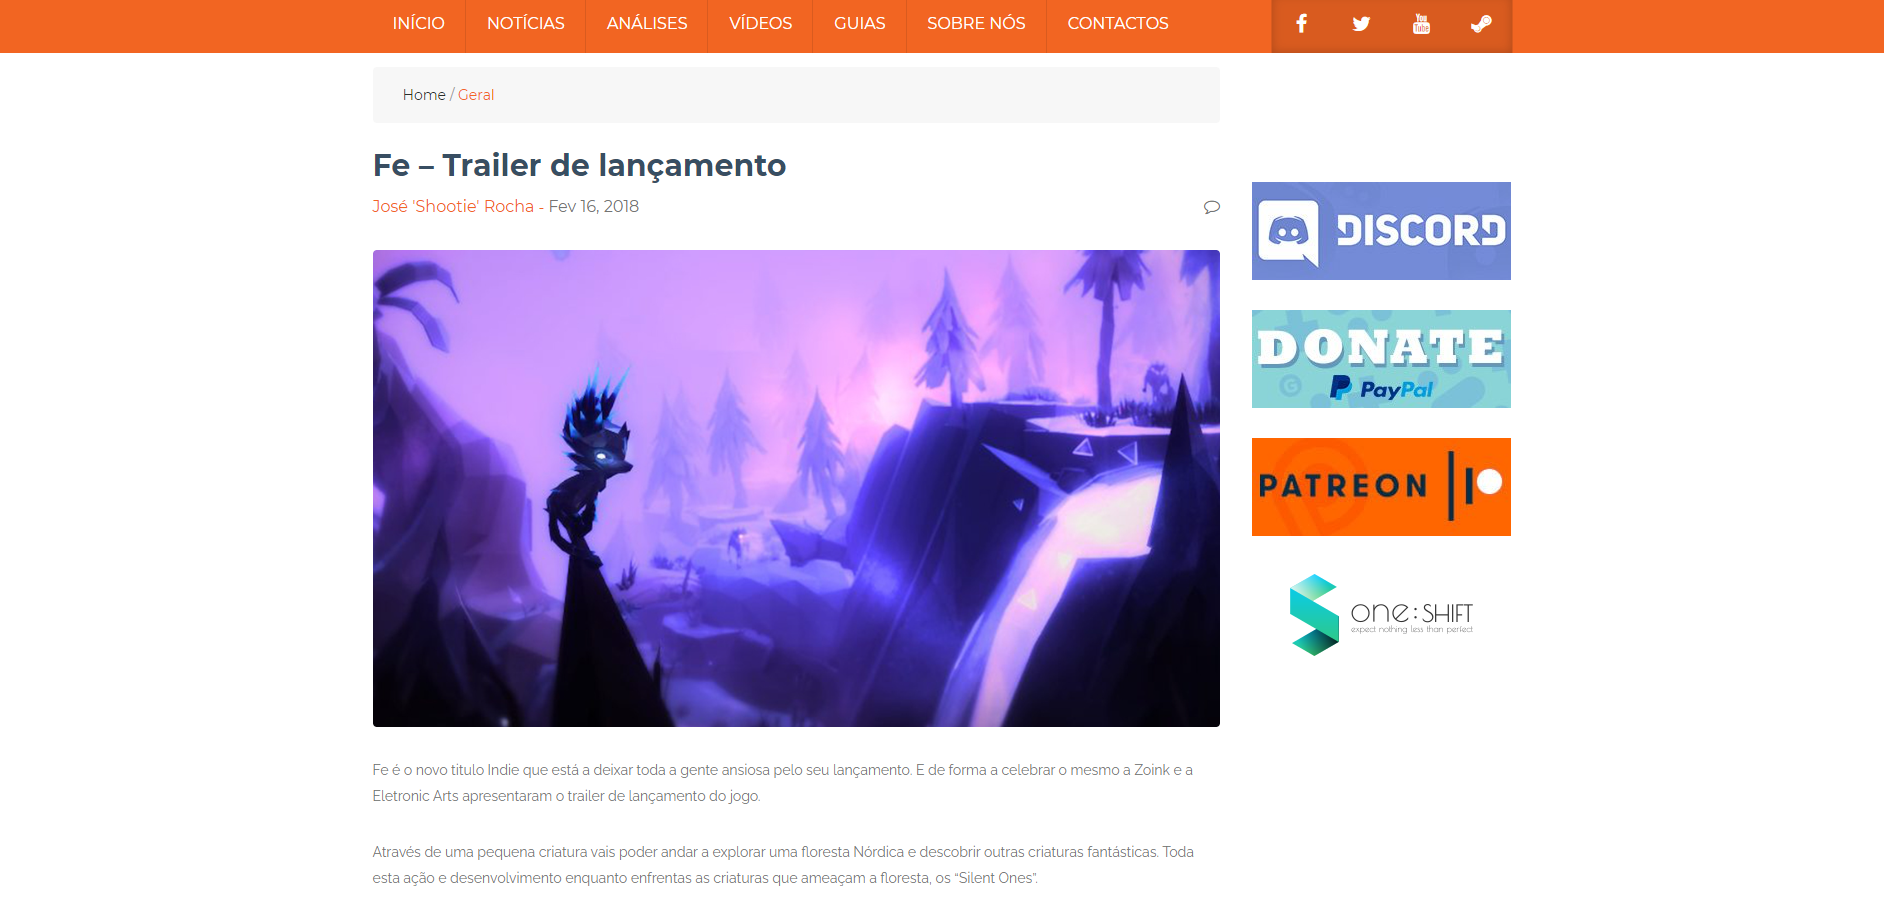 INÍCIO NOTÍCIAS ANÁLISES VÍDEOS GUIAS SOBRE NÓS CONTACTOS You Tube
Home / Geral
Fe – Trailer de lançamento
José 'Shootie' Rocha - Fev 16, 2018
Fe é o novo titulo Indie que está a deixar toda a gente ansiosa pelo seu lançamento. E de forma a celebrar o mesmo a Zoink e a
Eletronic Arts apresentaram o trailer de lançamento do jogo.
Através de uma pequena criatura vais poder andar a explorar uma floresta Nórdica e descobrir outras criaturas fantásticas. Toda
esta ação e desenvolvimento enquanto enfrentas as criaturas que ameaçam a floresta, os “Silent Ones”.
DISCORD
DONATE
PayPal
PATREON
one:SHIFT
expect nothing less than perfect